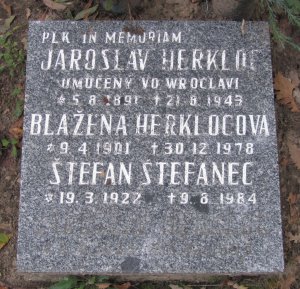 PLK IN MEMORIAM
JAROSLAV HERKLOC
UMUČENÝ VO WROCLAVI
* 5.8.1891 † 21.8.1943
BLAŽENA HERKLOCOVA
* 9.4.1901 † 30.12.1978
ŠTEFAN ŠTEFANEC
* 19.3.1922 † 9.8.1984